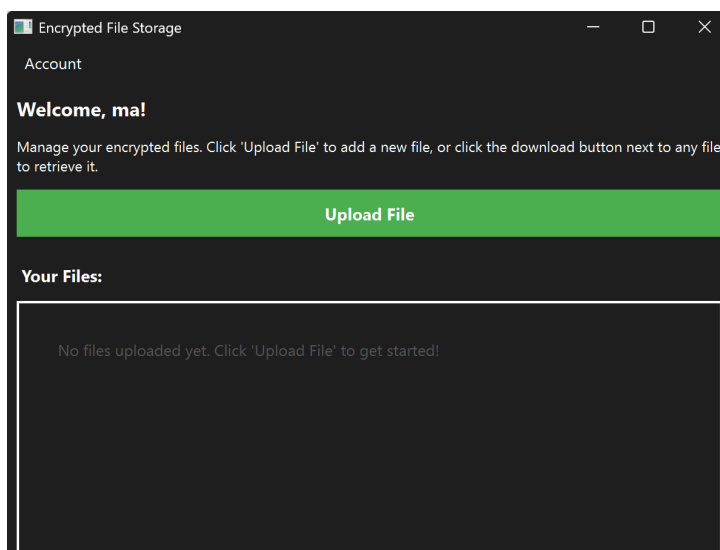 Encrypted File Storage
Account
Welcome, ma!
Manage your encrypted files. Click 'Upload File' to add a new file, or click the download button next to any file
to retrieve it.
Upload File
Your Files:
No files uploaded yet. Click 'Upload File' to get started!